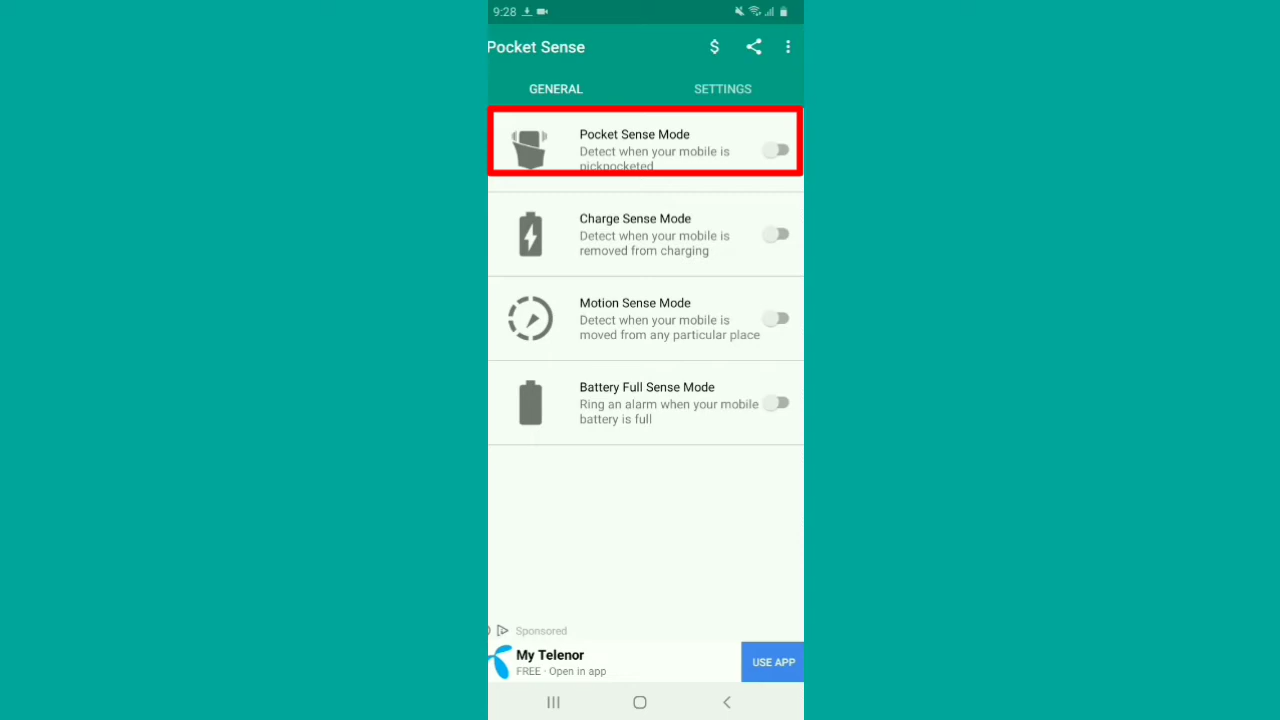 9:28
Pocket Sense
$
GENERAL SETTINGS
Pocket Sense Mode
Detect when your mobile is
pickpocketed
Charge Sense Mode
Detect when your mobile is
removed from charging
Motion Sense Mode
Detect when your mobile is
moved from any particular place
Battery Full Sense Mode
Ring an alarm when your mobile
battery is full
Sponsored
My Telenor
FREE · Open in app
USE APP